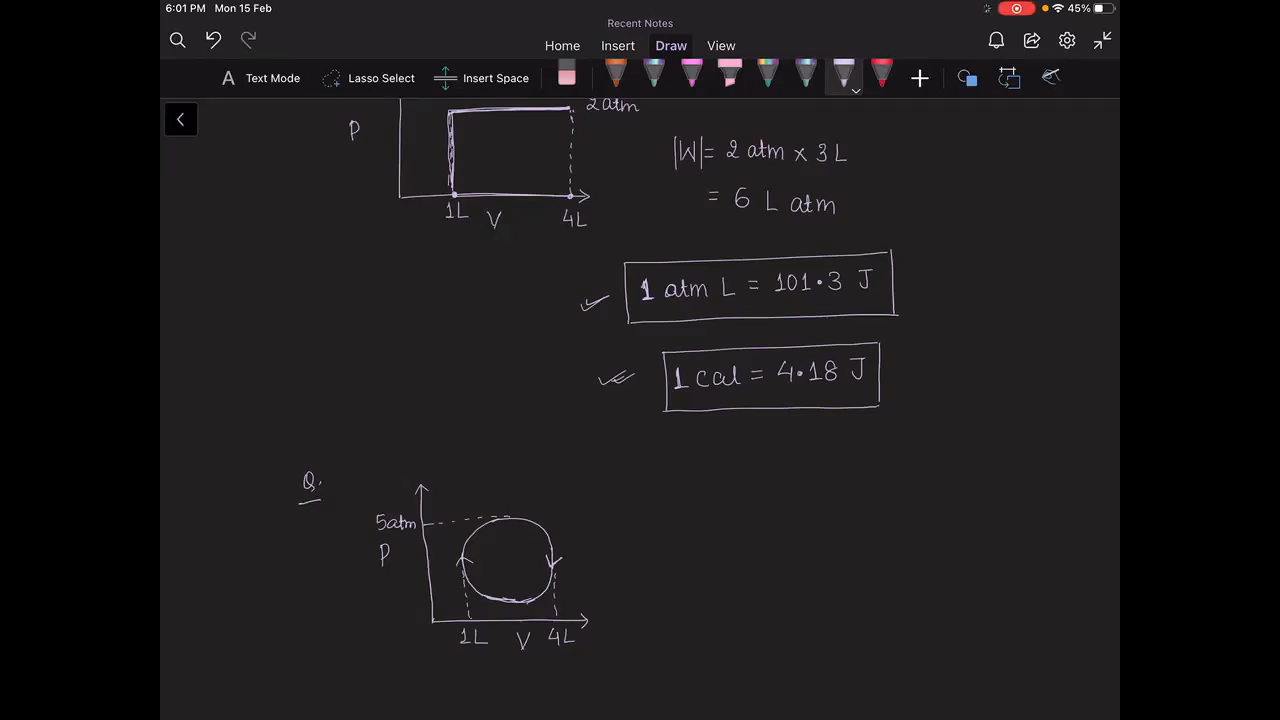 6:01 PM Mon 15 Feb
45%
Recent Notes
Home Insert Draw View
Text Mode Lasso Select Insert Space
2 atm
P
1L V 4L
|W| = 2 atm x 3 L
= 6 L atm
1 atm L = 101.3 J
1 cal = 4.18 J
Q.
5atm
P
1L V 4L